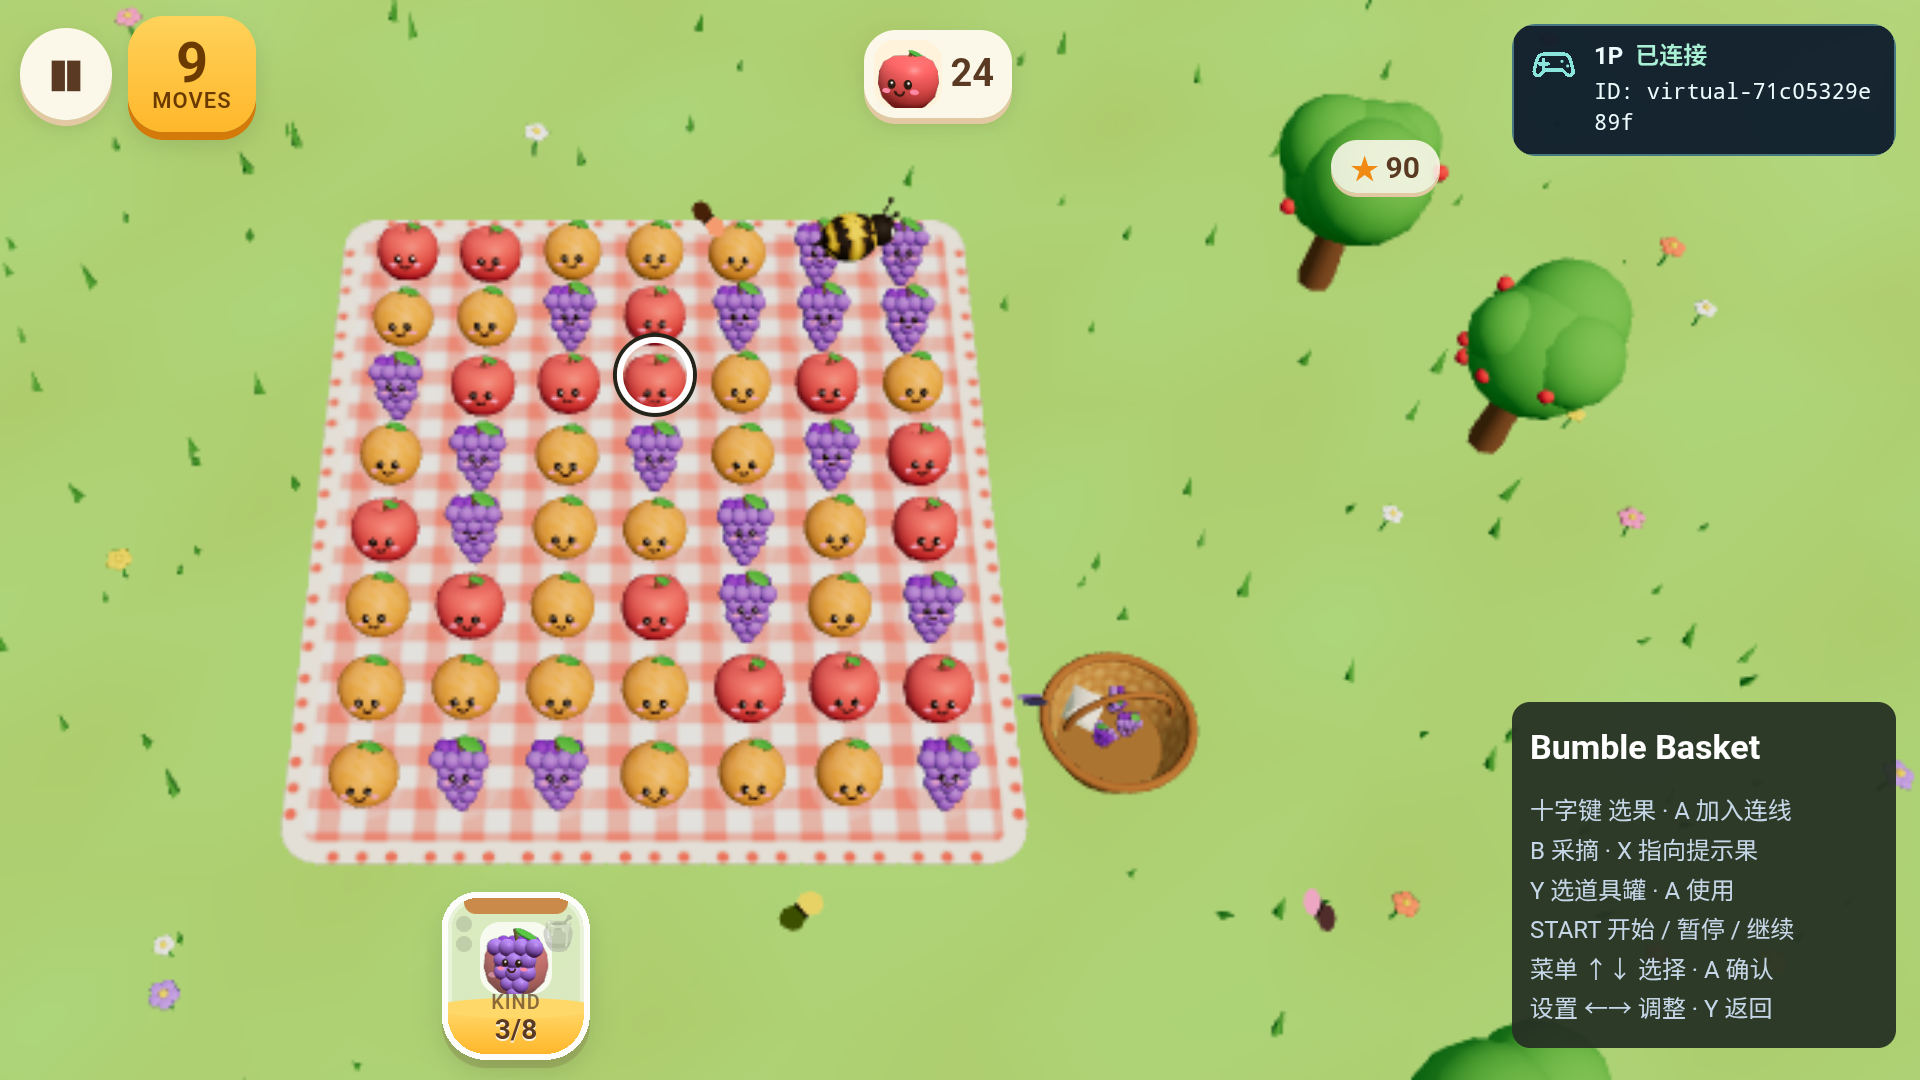 9
MOVES
24
1P 已连接
ID: virtual-71c05329e
89f
★ 90
Bumble Basket
十字键 选果 · A 加入连线
B 采摘 · X 指向提示果
Y 选道具罐 · A 使用
START 开始 / 暂停 / 继续
菜单 ↑↓ 选择 · A 确认
设置 ←→ 调整 · Y 返回
KIND
3/8